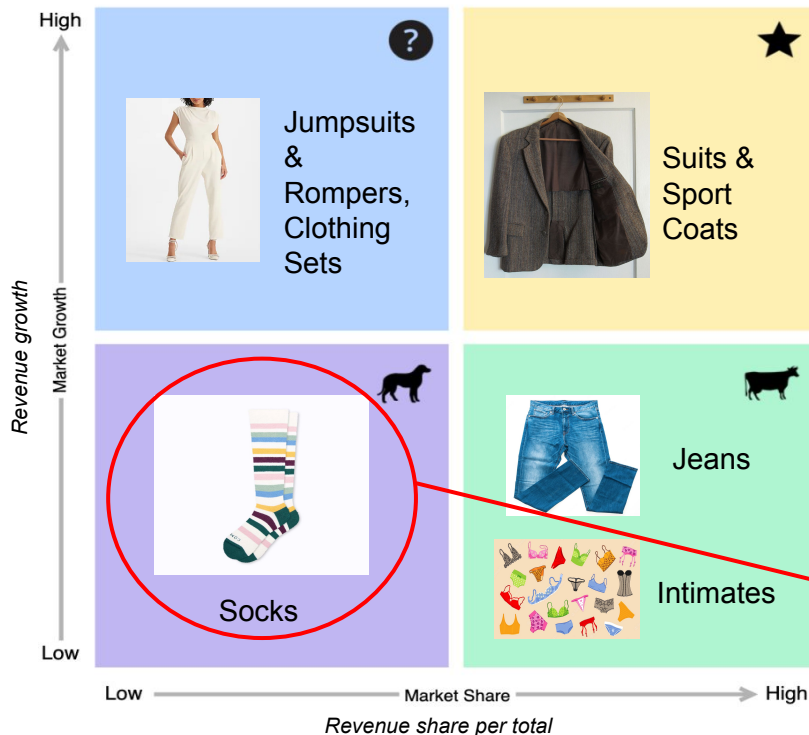 High
?
Jumpsuits
&
Rompers,
Clothing
Sets
Suits &
Sport
Coats
Revenue growth
Market Growth
Socks
Jeans
Intimates
Low
Low
Market Share
High
Revenue share per total